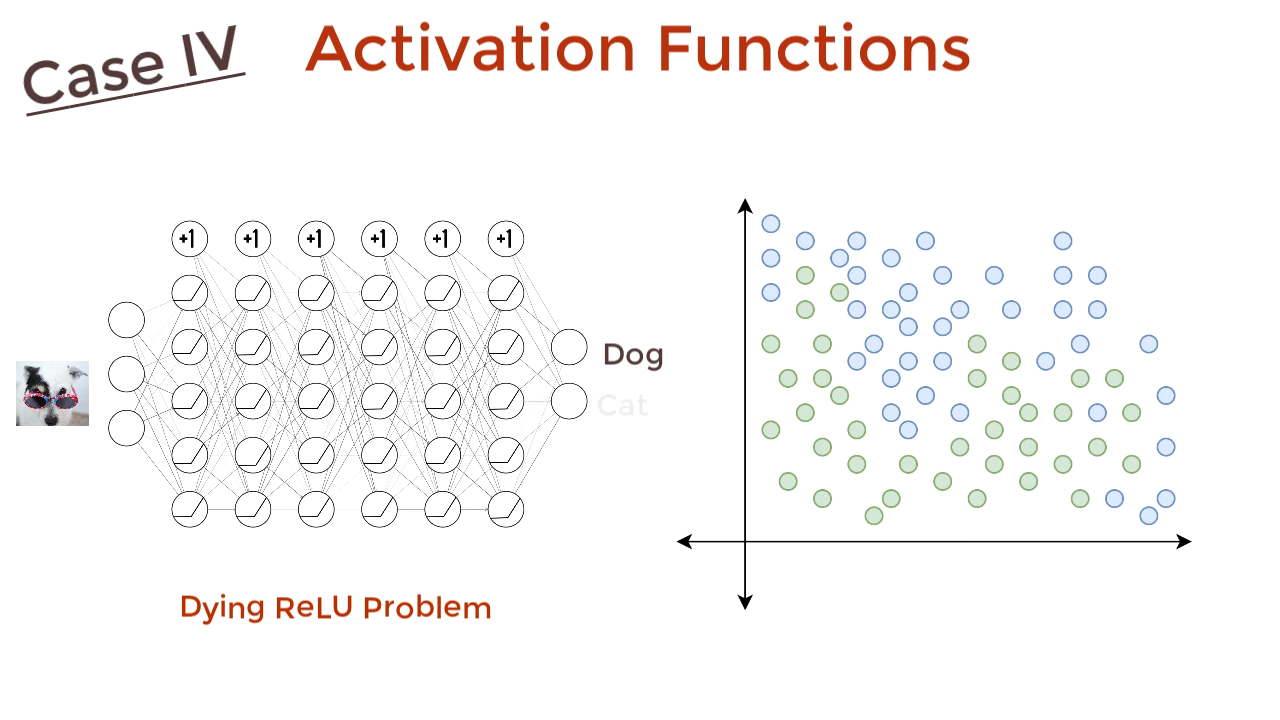 Case IV
Activation Functions
+1 +1 +1 +1 +1 +1
Dog
Cat
Dying ReLU Problem